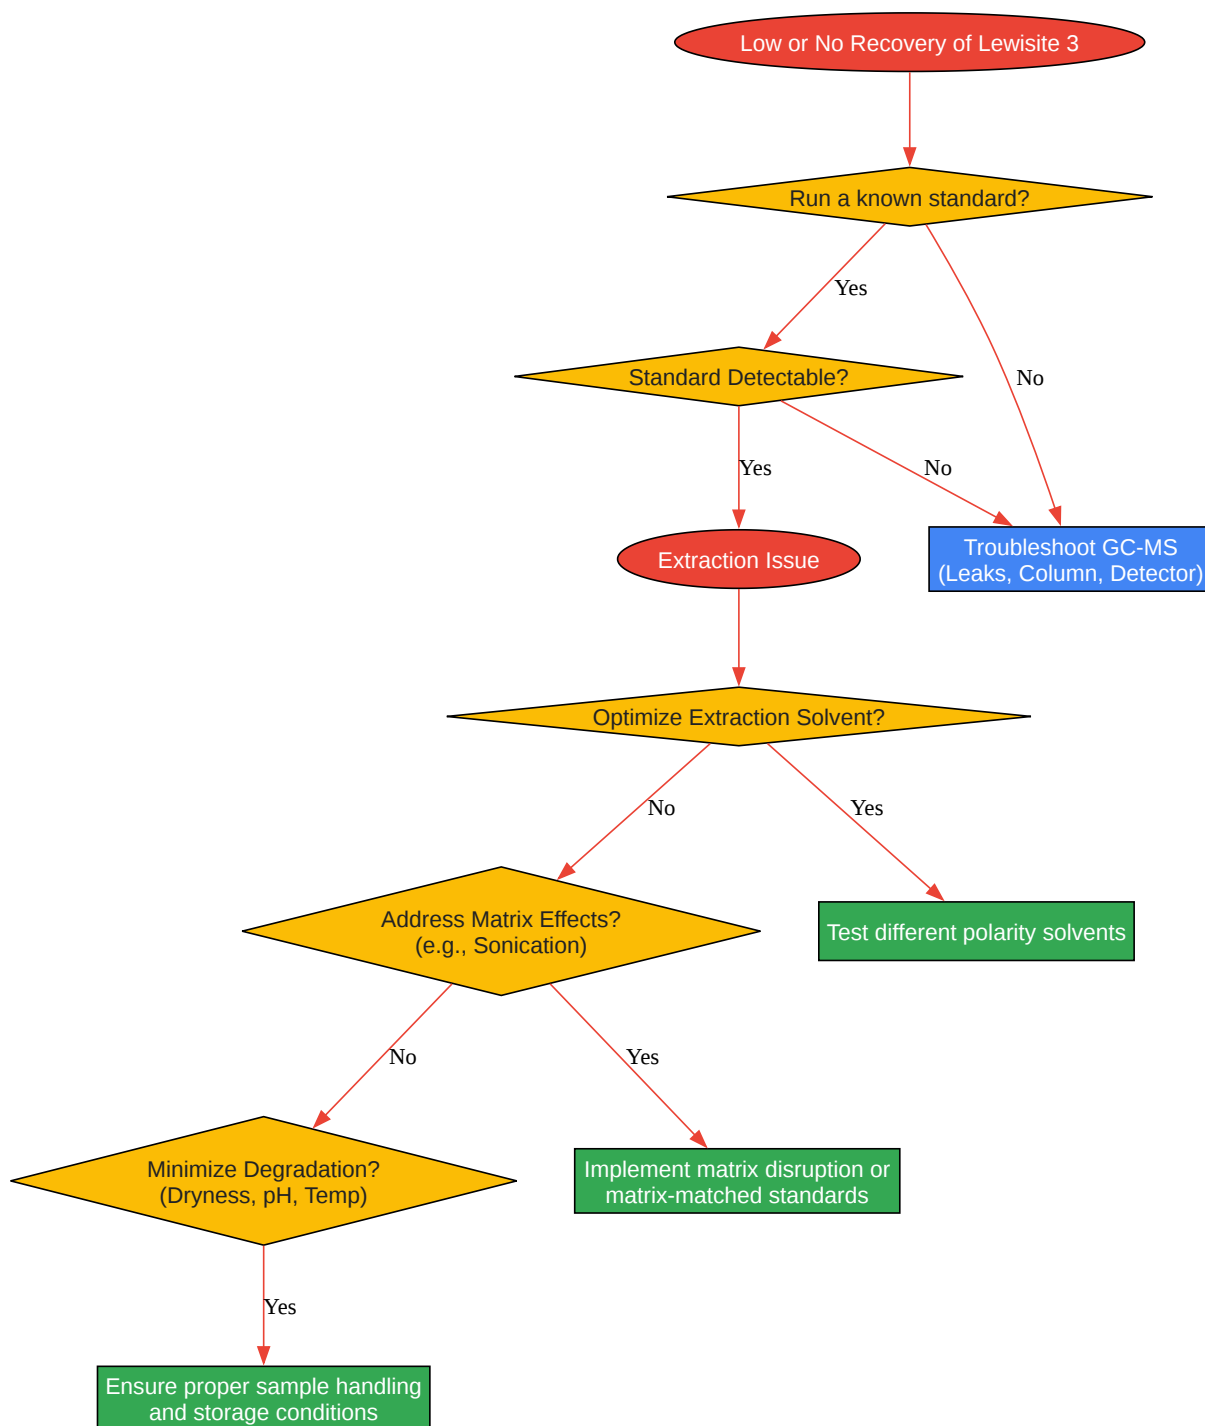 Low or No Recovery of Lewisite 3
Run a known standard?
Yes
No
Standard Detectable?
Yes
No
Extraction Issue
Troubleshoot GC-MS
(Leaks, Column, Detector)
Optimize Extraction Solvent?
No
Yes
Address Matrix Effects?
(e.g., Sonication)
Test different polarity solvents
No
Yes
Minimize Degradation?
(Dryness, pH, Temp)
Implement matrix disruption or
matrix-matched standards
Yes
Ensure proper sample handling
and storage conditions